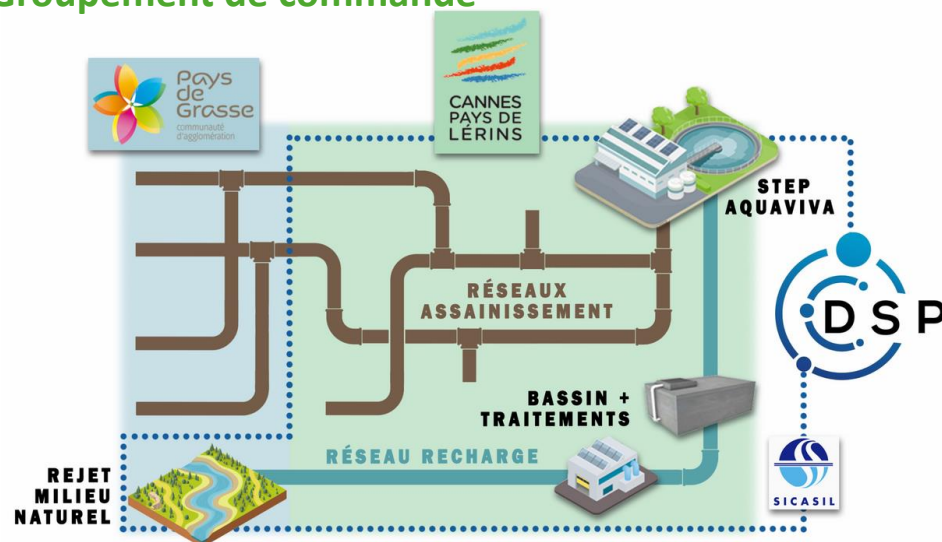 Groupement de commande
Pays
de
Grasse
communauté
d'agglomération
CANNES
PAYS DE
LÉRINS
STEP
AQUAVIVA
RÉSEAUX
ASSAINISSEMENT
DSP
BASSIN +
TRAITEMENTS
RÉSEAU RECHARGE
REJET
MILIEU
NATUREL
SICASIL